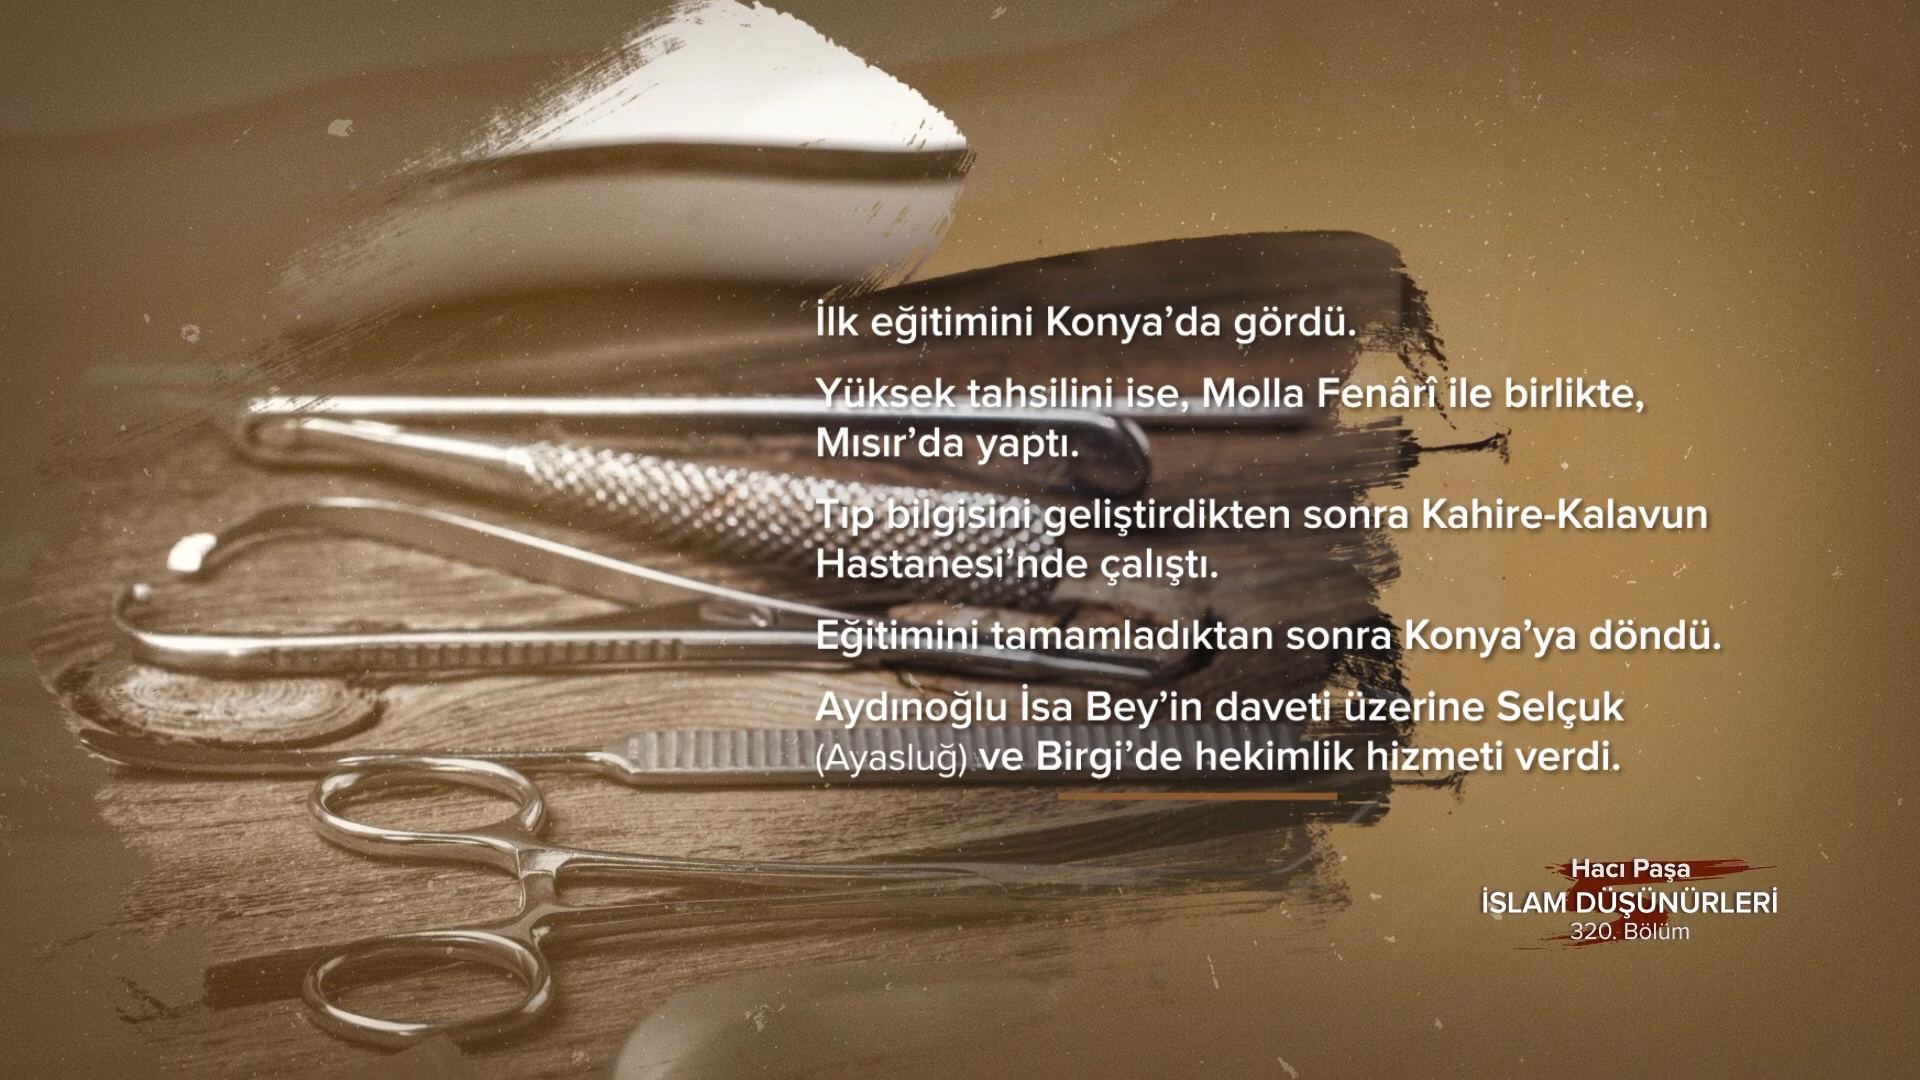 İlk eğitimini Konya’da gördü.
Yüksek tahsilini ise, Molla Fenârî ile birlikte,
Mısır’da yaptı.
Tıp bilgisini geliştirdikten sonra Kahire-Kalavun
Hastanesi’nde çalıştı.
Eğitimini tamamladıktan sonra Konya’ya döndü.
Aydınoğlu İsa Bey’in daveti üzerine Selçuk
(Ayasluğ) ve Birgi’de hekimlik hizmeti verdi.
Hacı Paşa
İSLAM DÜŞÜNÜRLERİ
320. Bölüm